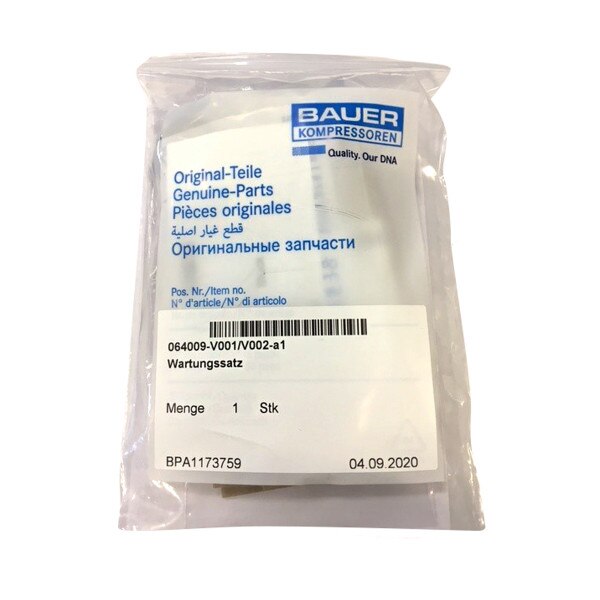 BAUER
KOMPRESSOREN
Quality. Our DNA
Original-Teile
Genuine-Parts
Pièces originales
قطع غيار اصلية
Оригинальные запчасти
Pos. Nr./Item no.
N° d'article/N° di articolo
064009-V001/V002-a1
Wartungssatz
Menge 1 Stk
BPA1173759 04.09.2020